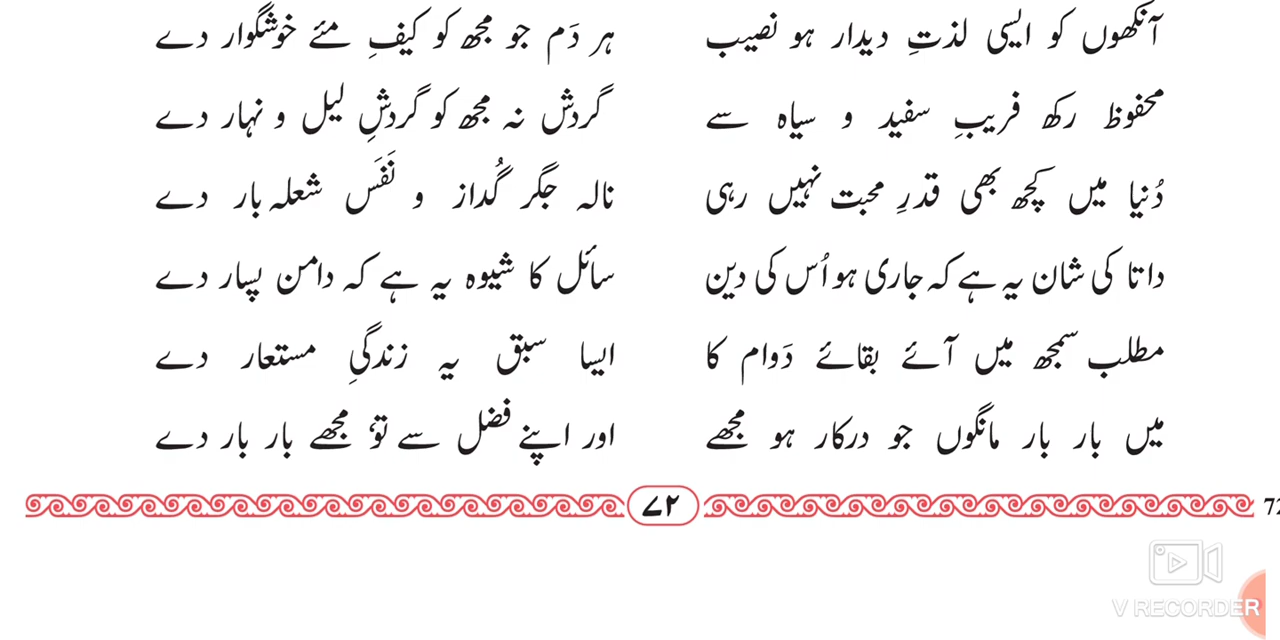 آنکھوں کو ایسی لذتِ دیدار ہو نصیب ہر دَم جو مجھ کو کیفِ مئے خوشگوار دے
محفوظ رکھ فریبِ سفید و سیاہ سے گردش نہ مجھ کو گردشِ لیل و نہار دے
دُنیا میں کچھ بھی قدرِ محبت نہیں رہی نالہ جگر گُداز و نَفَس شعلہ بار دے
داتا کی شان یہ ہے کہ جاری ہو اُس کی دین سائل کا شیوہ یہ ہے کہ دامن پسار دے
مطلب سمجھ میں آئے بقائے دَوام کا ایسا سبق یہ زندگیِ مستعار دے
میں بار بار مانگوں جو درکار ہو مجھے اور اپنے فضل سے توٗ مجھے بار بار دے
۷۲
72
V RECORDER